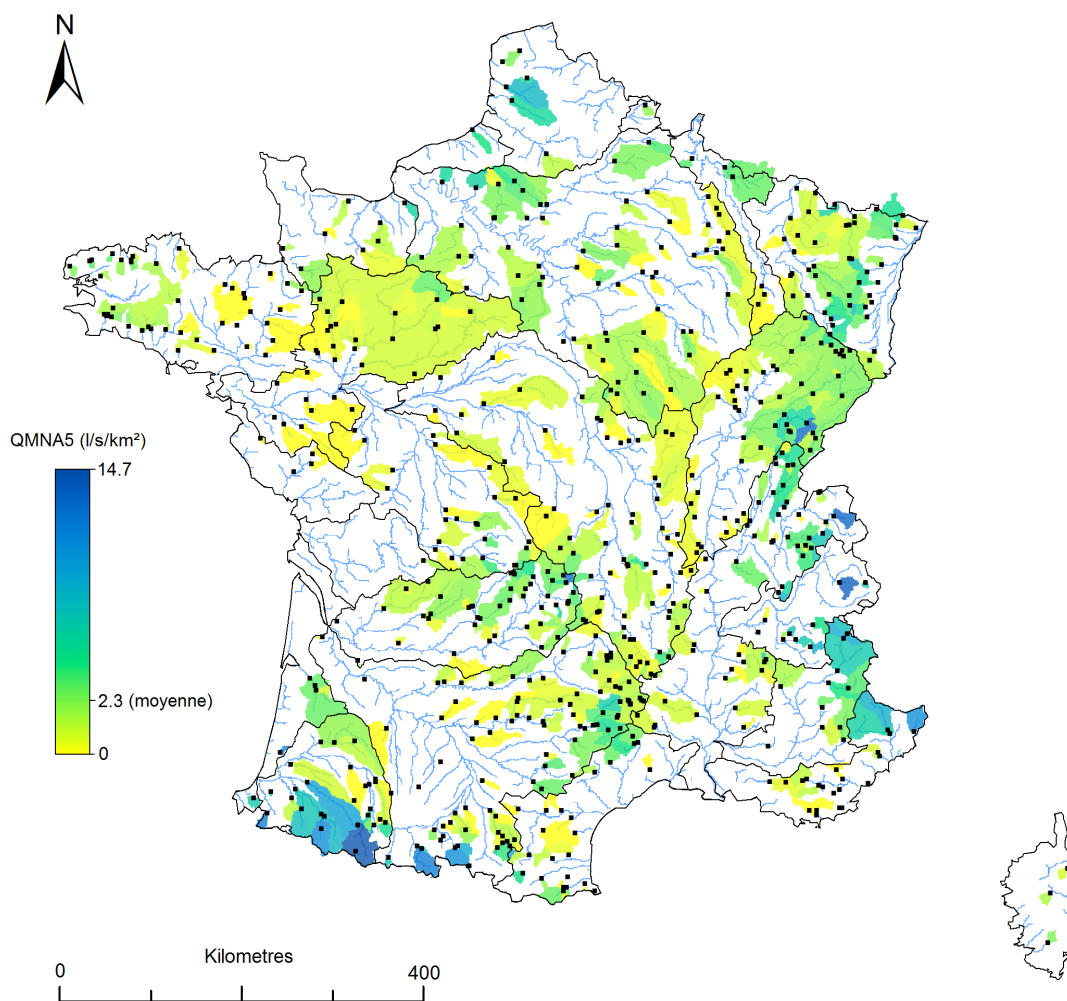 N
QMNA5 (l/s/km²)
14.7
2.3 (moyenne)
0
Kilometres
0
400